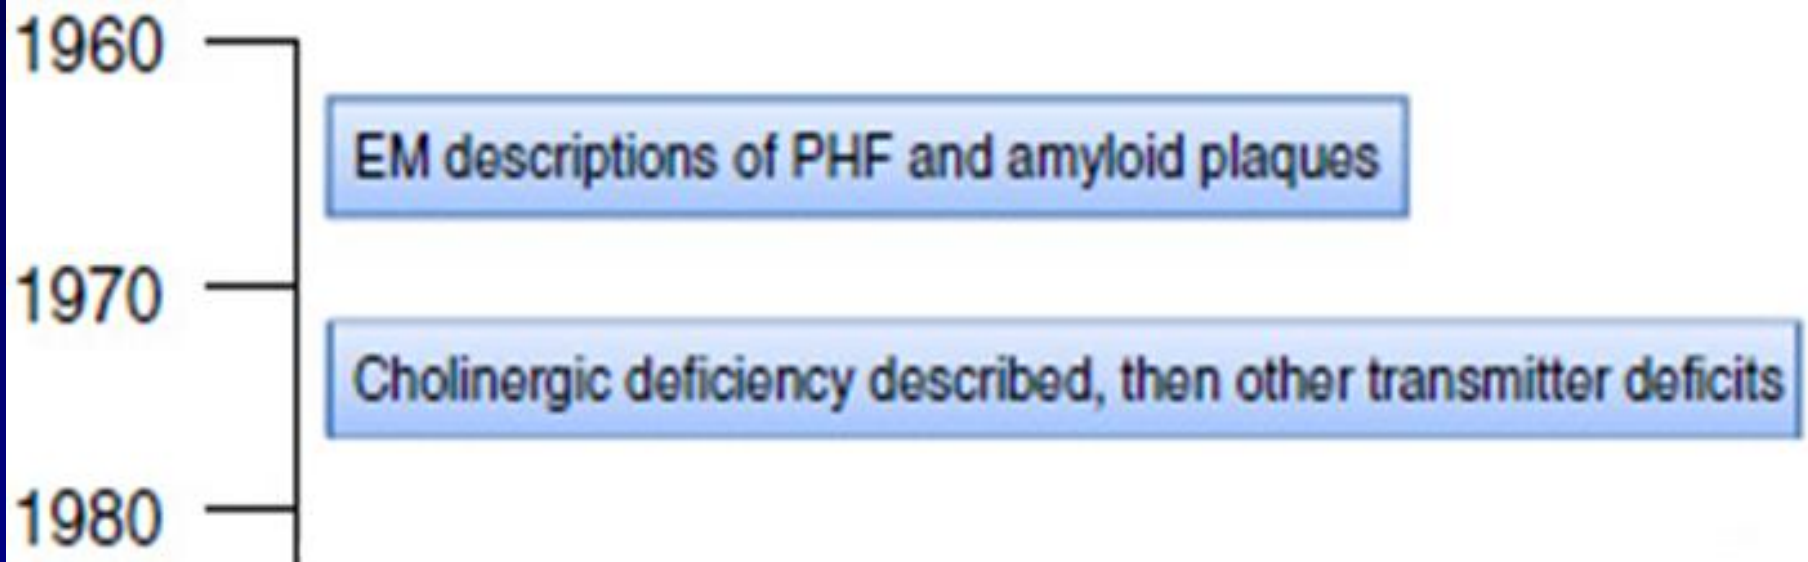 1960
EM descriptions of PHF and amyloid plaques
1970
Cholinergic deficiency described, then other transmitter deficits
1980